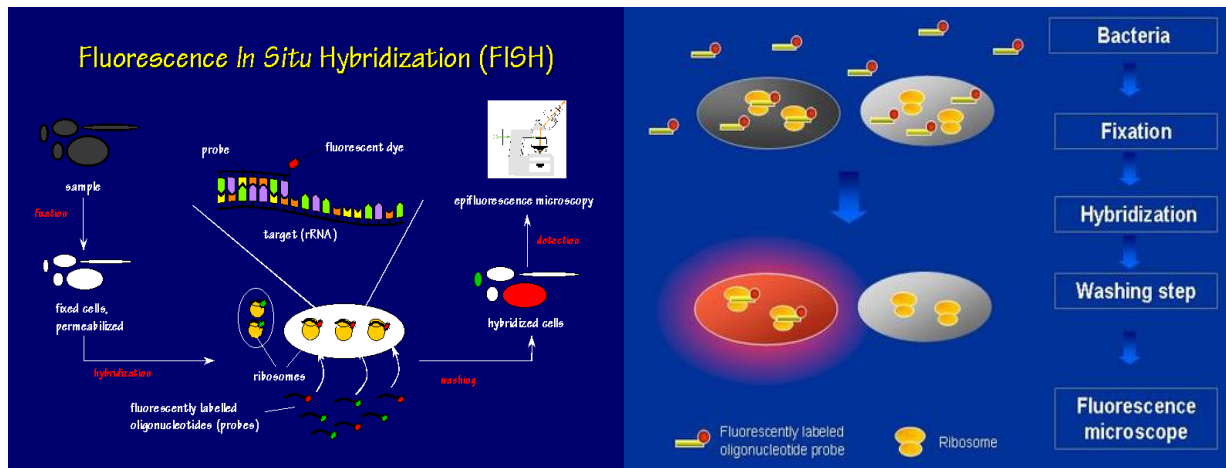 Fluorescence In Situ Hybridization (FISH)
probe
fluorescent dye
sample
target (rRNA)
epifluorescence microscopy
fixation
detection
fixed cells,
permeabilized
hybridized cells
hybridization
ribosomes
washing
fluorescently labelled
oligonucleotides (probes)
Bacteria
Fixation
Hybridization
Washing step
Fluorescence
microscope
Fluorescently labeled
oligonucleotide probe
Ribosome